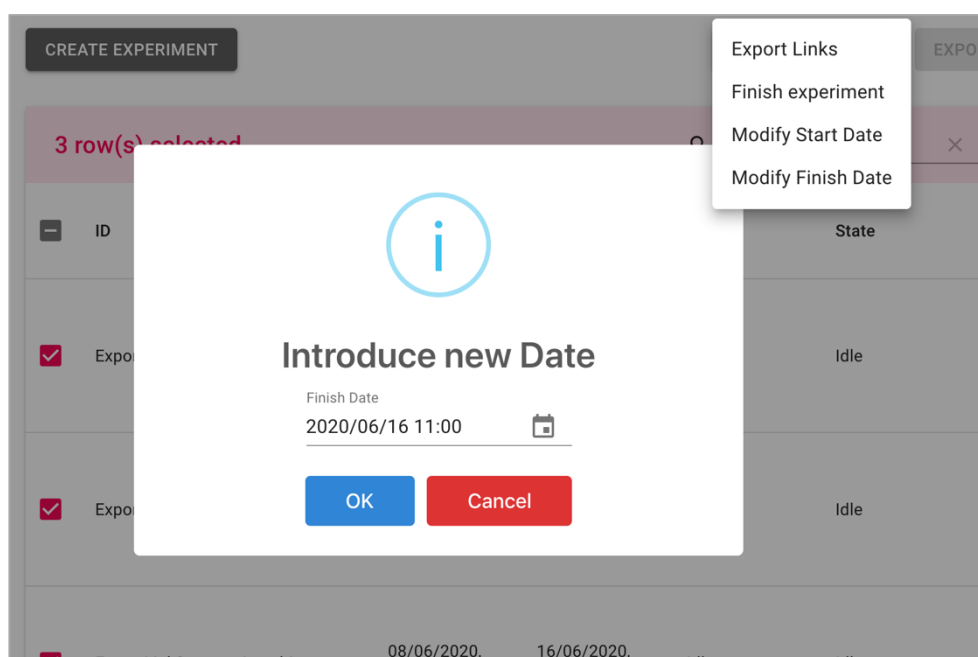 CREATE EXPERIMENT
Export Links
EXPO
Finish experiment
Modify Start Date
Modify Finish Date
3 row(s) selected
ID
State
Introduce new Date
Expo
Idle
Finish Date
2020/06/16 11:00
OK
Cancel
Expo
Idle
08/06/2020,
16/06/2020,